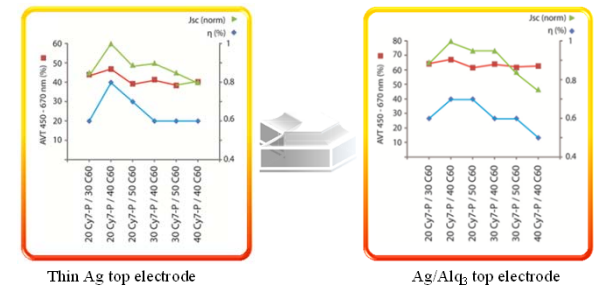 Jsc (norm)
η (%)
AVT 450 - 670 nm (%)
60
50
40
30
20
10
1
0.8
0.6
0.4
20 Cy7-P / 30 C60
20 Cy7-P / 40 C60
20 Cy7-P / 50 C60
30 Cy7-P / 40 C60
30 Cy7-P / 50 C60
40 Cy7-P / 40 C60
Thin Ag top electrode
Jsc (norm)
η (%)
AVT 450 - 670 nm (%)
80
70
60
50
40
30
20
10
1
0.8
0.6
0.4
20 Cy7-P / 30 C60
20 Cy7-P / 40 C60
20 Cy7-P / 50 C60
30 Cy7-P / 40 C60
30 Cy7-P / 50 C60
40 Cy7-P / 40 C60
Ag/Alq₃ top electrode